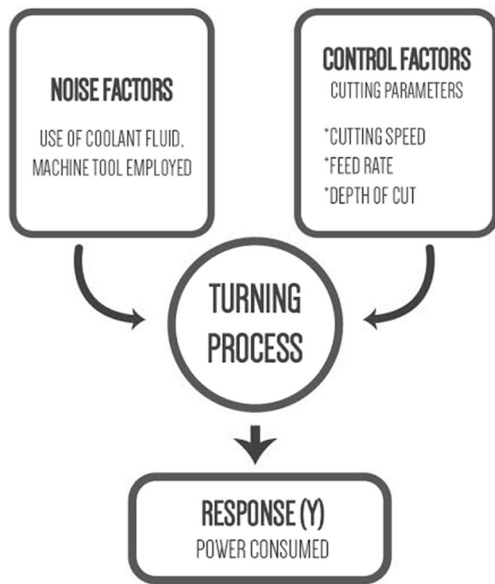 NOISE FACTORS
USE OF COOLANT FLUID,
MACHINE TOOL EMPLOYED
CONTROL FACTORS
CUTTING PARAMETERS
*CUTTING SPEED
*FEED RATE
*DEPTH OF CUT
TURNING
PROCESS
RESPONSE (Y)
POWER CONSUMED